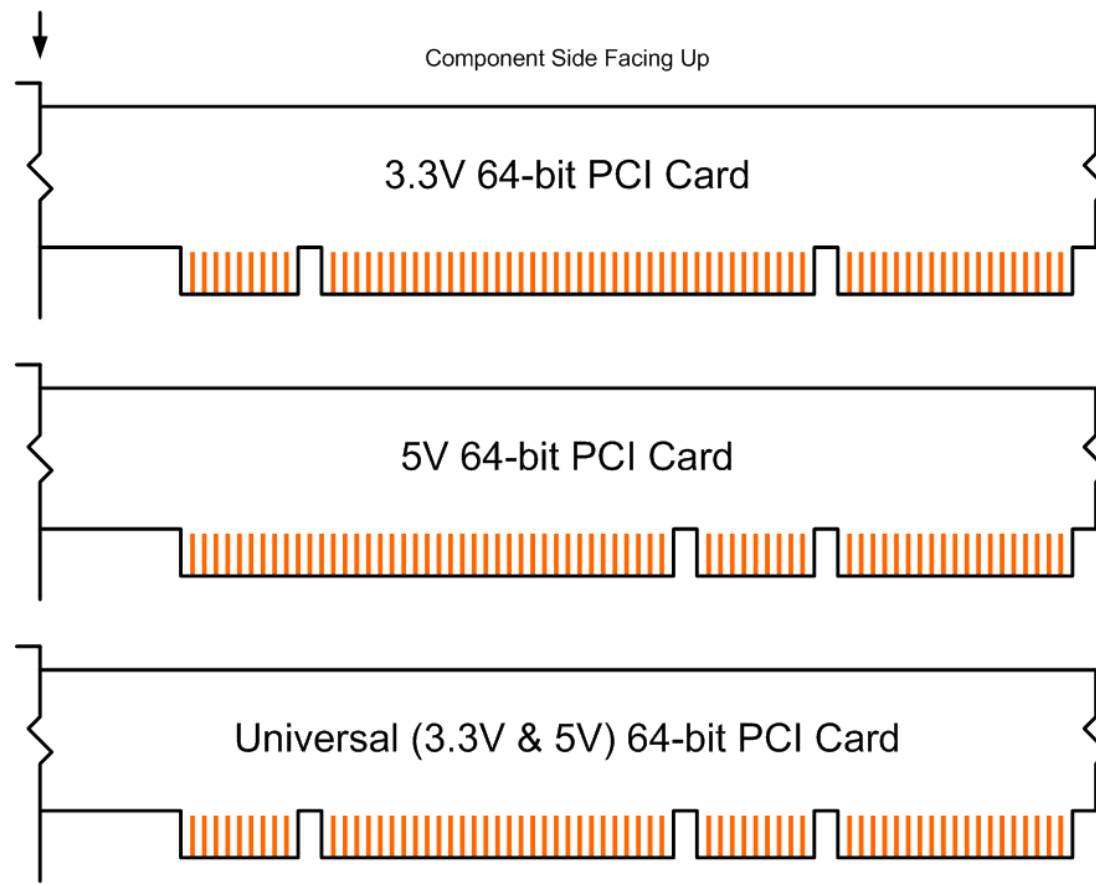 Component Side Facing Up
3.3V 64-bit PCI Card
5V 64-bit PCI Card
Universal (3.3V & 5V) 64-bit PCI Card